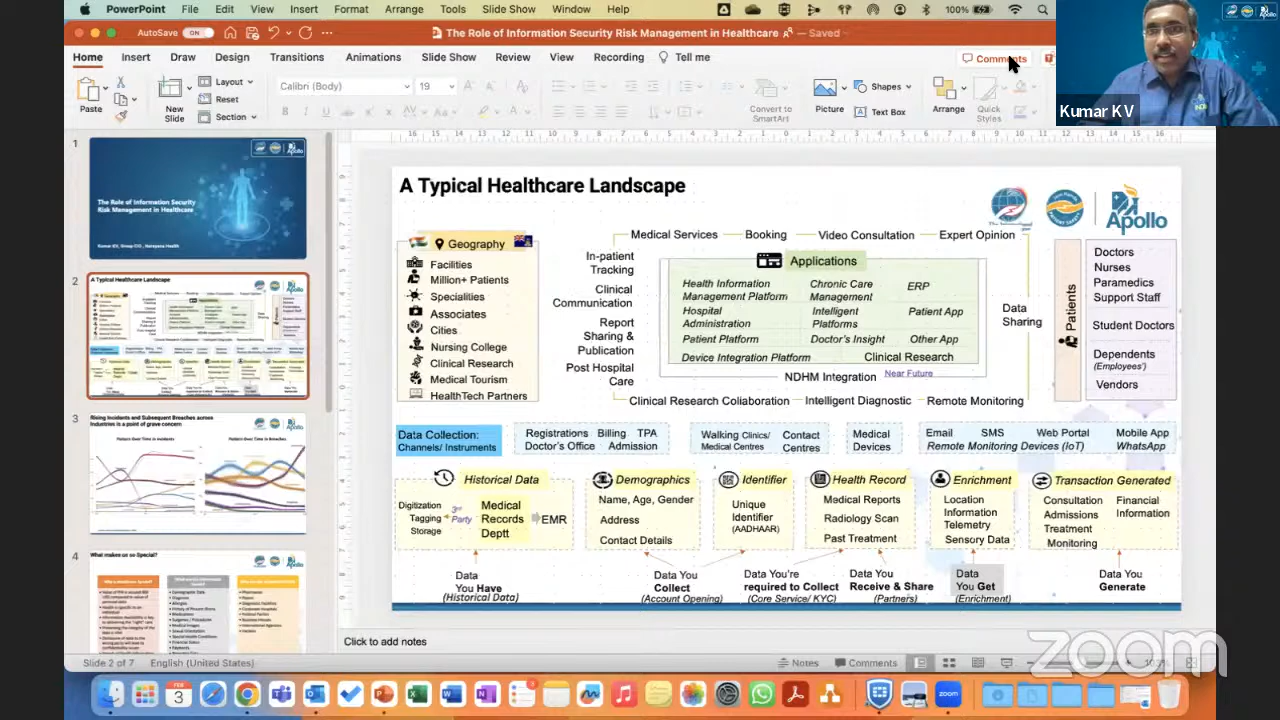 PowerPoint File Edit View Insert Format Arrange Tools Slide Show Window Help 100%
AutoSave ON The Role of Information Security Risk Management in Healthcare — Saved
Home Insert Draw Design Transitions Animations Slide Show Review View Recording Tell me Comments
Paste
New
Slide
Layout
Reset
Section
Calibri (Body) 19
Convert to
SmartArt
Picture
Shapes
Text Box
Arrange
Quick
Styles
Kumar K V
1
The Role of Information Security
Risk Management in Healthcare
2
A Typical Healthcare Landscape
3
Rising Incidents and Subsequent Breaches across
Industries is a point of grave concern
4
What makes us so Special?
A Typical Healthcare Landscape
Apollo
Geography
Facilities
Million+ Patients
Specialities
Associates
Cities
Nursing College
Clinical Research
Medical Tourism
HealthTech Partners
Medical Services Booking Video Consultation Expert Opinion
In-patient
Tracking
Clinical
Communication
Report
Sharing &
Publication
Post Hospital
Care
Applications
Health Information
Management Platform
Chronic Care
Management
ERP
Hospital
Administration
Intelligent
Platforms
Patient App
Patient Platform Doctor's Insight Other App
Device Integration Platform Clinical Research
NDHM Integration Near Future
Data
Sharing
Clinical Research Collaboration Intelligent Diagnostic Remote Monitoring
Patients
Doctors
Nurses
Paramedics
Support Staff
Student Doctors
Dependents
(Employees')
Vendors
Data Collection:
Channels/ Instruments
Registrations Billing TPA
Doctor's Office Admission
Walking Clinics/
Medical Centres
Contact
Centres
Medical
Devices
Email SMS Web Portal Mobile App
Remote Monitoring Devices (IoT) WhatsApp
Historical Data
Digitization
Tagging
Storage
3rd
Party
Medical
Records
Deptt
EMR
Demographics
Name, Age, Gender
Address
Contact Details
Identifier
Unique
Identifier
(AADHAAR)
Health Record
Medical Reports
Radiology Scan
Past Treatment
Enrichment
Location
Information
Telemetry
Sensory Data
Transaction Generated
Consultation
Admissions
Treatment
Monitoring
Financial
Information
Data
You Have
(Historical Data)
Data You
Collect
(Account Opening)
Data You're
required to collect
(Core Service/ KYC)
Data You
Receive & Share
(Partners)
Data
You Get
(Enrichment)
Data You
Generate
Click to add notes
Slide 2 of 7 English (United States) Notes Comments
zoom
FEB
3
zoom